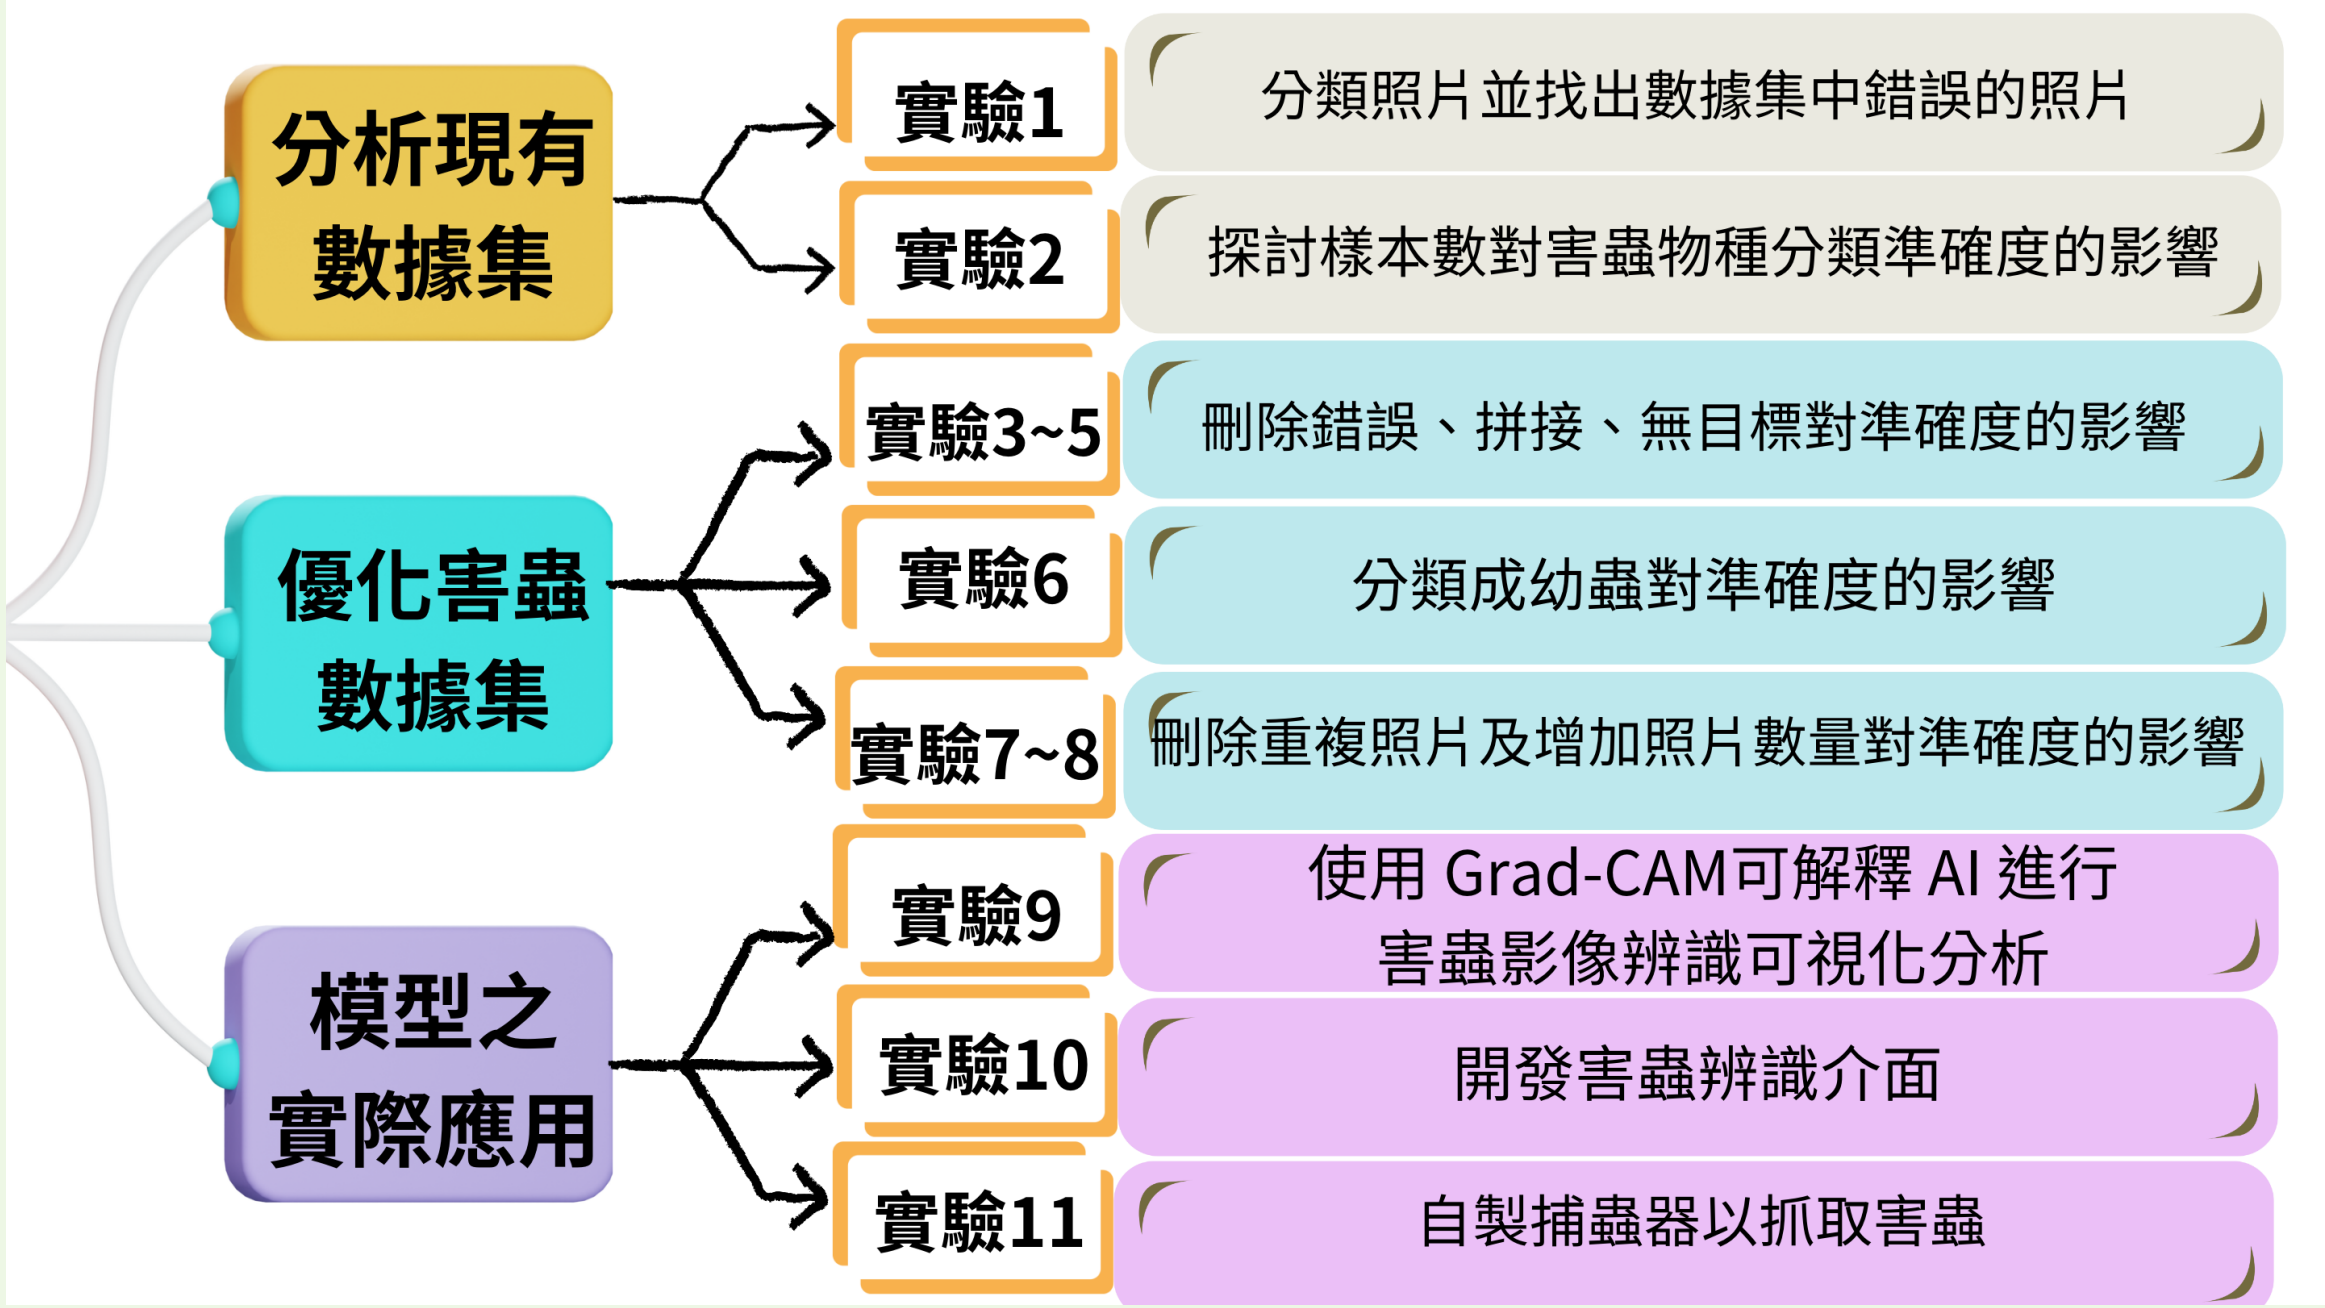 分析現有
數據集
實驗1
分類照片並找出數據集中錯誤的照片
實驗2
探討樣本數對害蟲物種分類準確度的影響
優化害蟲
數據集
實驗3~5
刪除錯誤、拼接、無目標對準確度的影響
實驗6
分類成幼蟲對準確度的影響
實驗7~8
刪除重複照片及增加照片數量對準確度的影響
模型之
實際應用
實驗9
使用 Grad-CAM可解釋 AI 進行
害蟲影像辨識可視化分析
實驗10
開發害蟲辨識介面
實驗11
自製捕蟲器以抓取害蟲